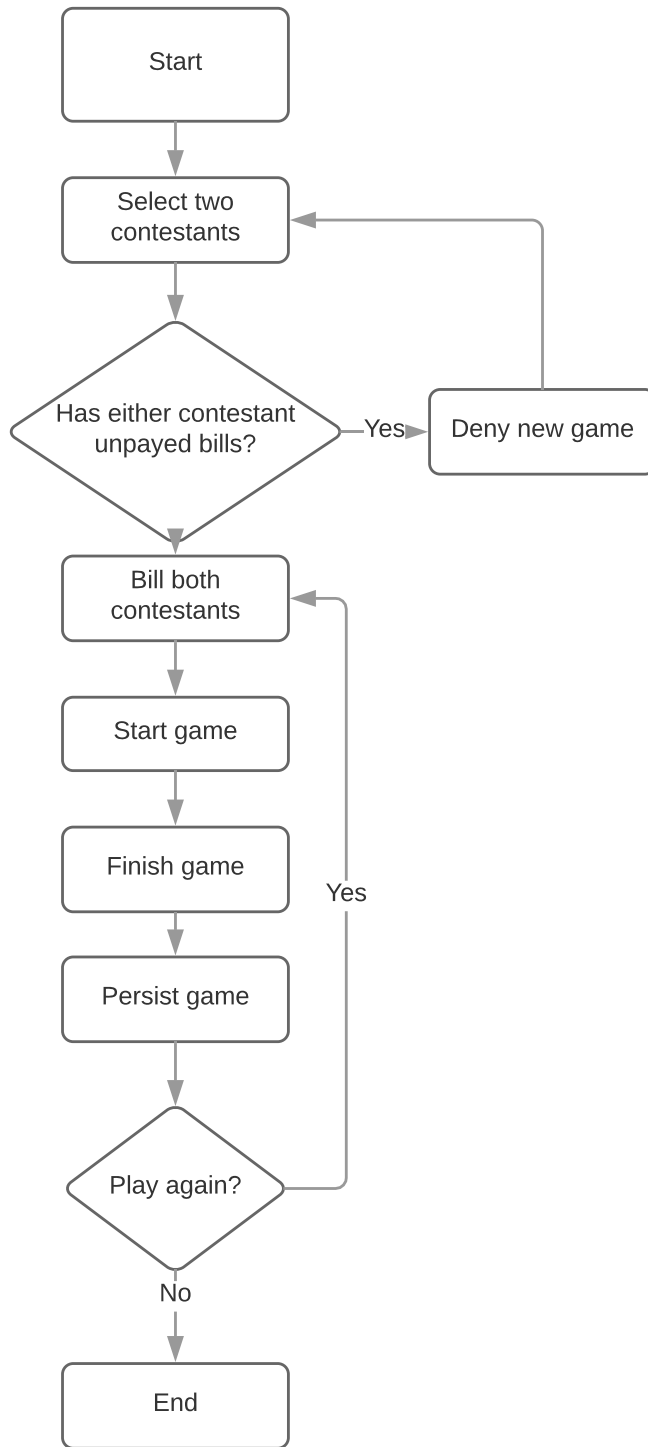 Start
Select two
contestants
Has either contestant
unpayed bills?
Yes
Deny new game
Bill both
contestants
Start game
Finish game
Yes
Persist game
Play again?
No
End